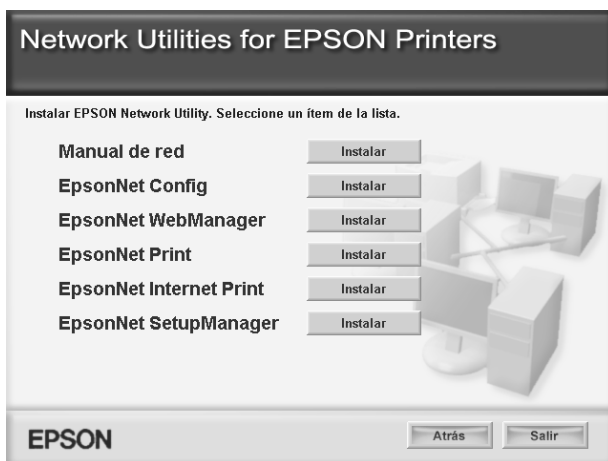 Network Utilities for EPSON Printers
Instalar EPSON Network Utility. Seleccione un ítem de la lista.
Manual de red Instalar
EpsonNet Config Instalar
EpsonNet WebManager Instalar
EpsonNet Print Instalar
EpsonNet Internet Print Instalar
EpsonNet SetupManager Instalar
EPSON Atrás Salir